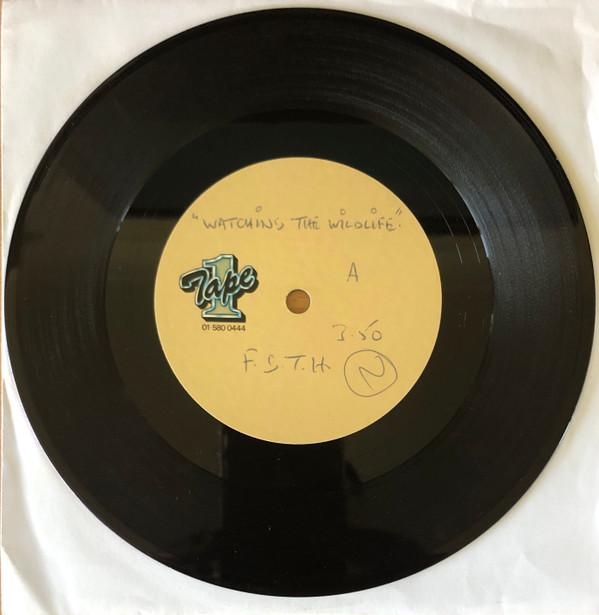 "WATCHING THE WILDLIFE".
A
Tape 1
01·580 0444
3.50
F.G.T.H.
N